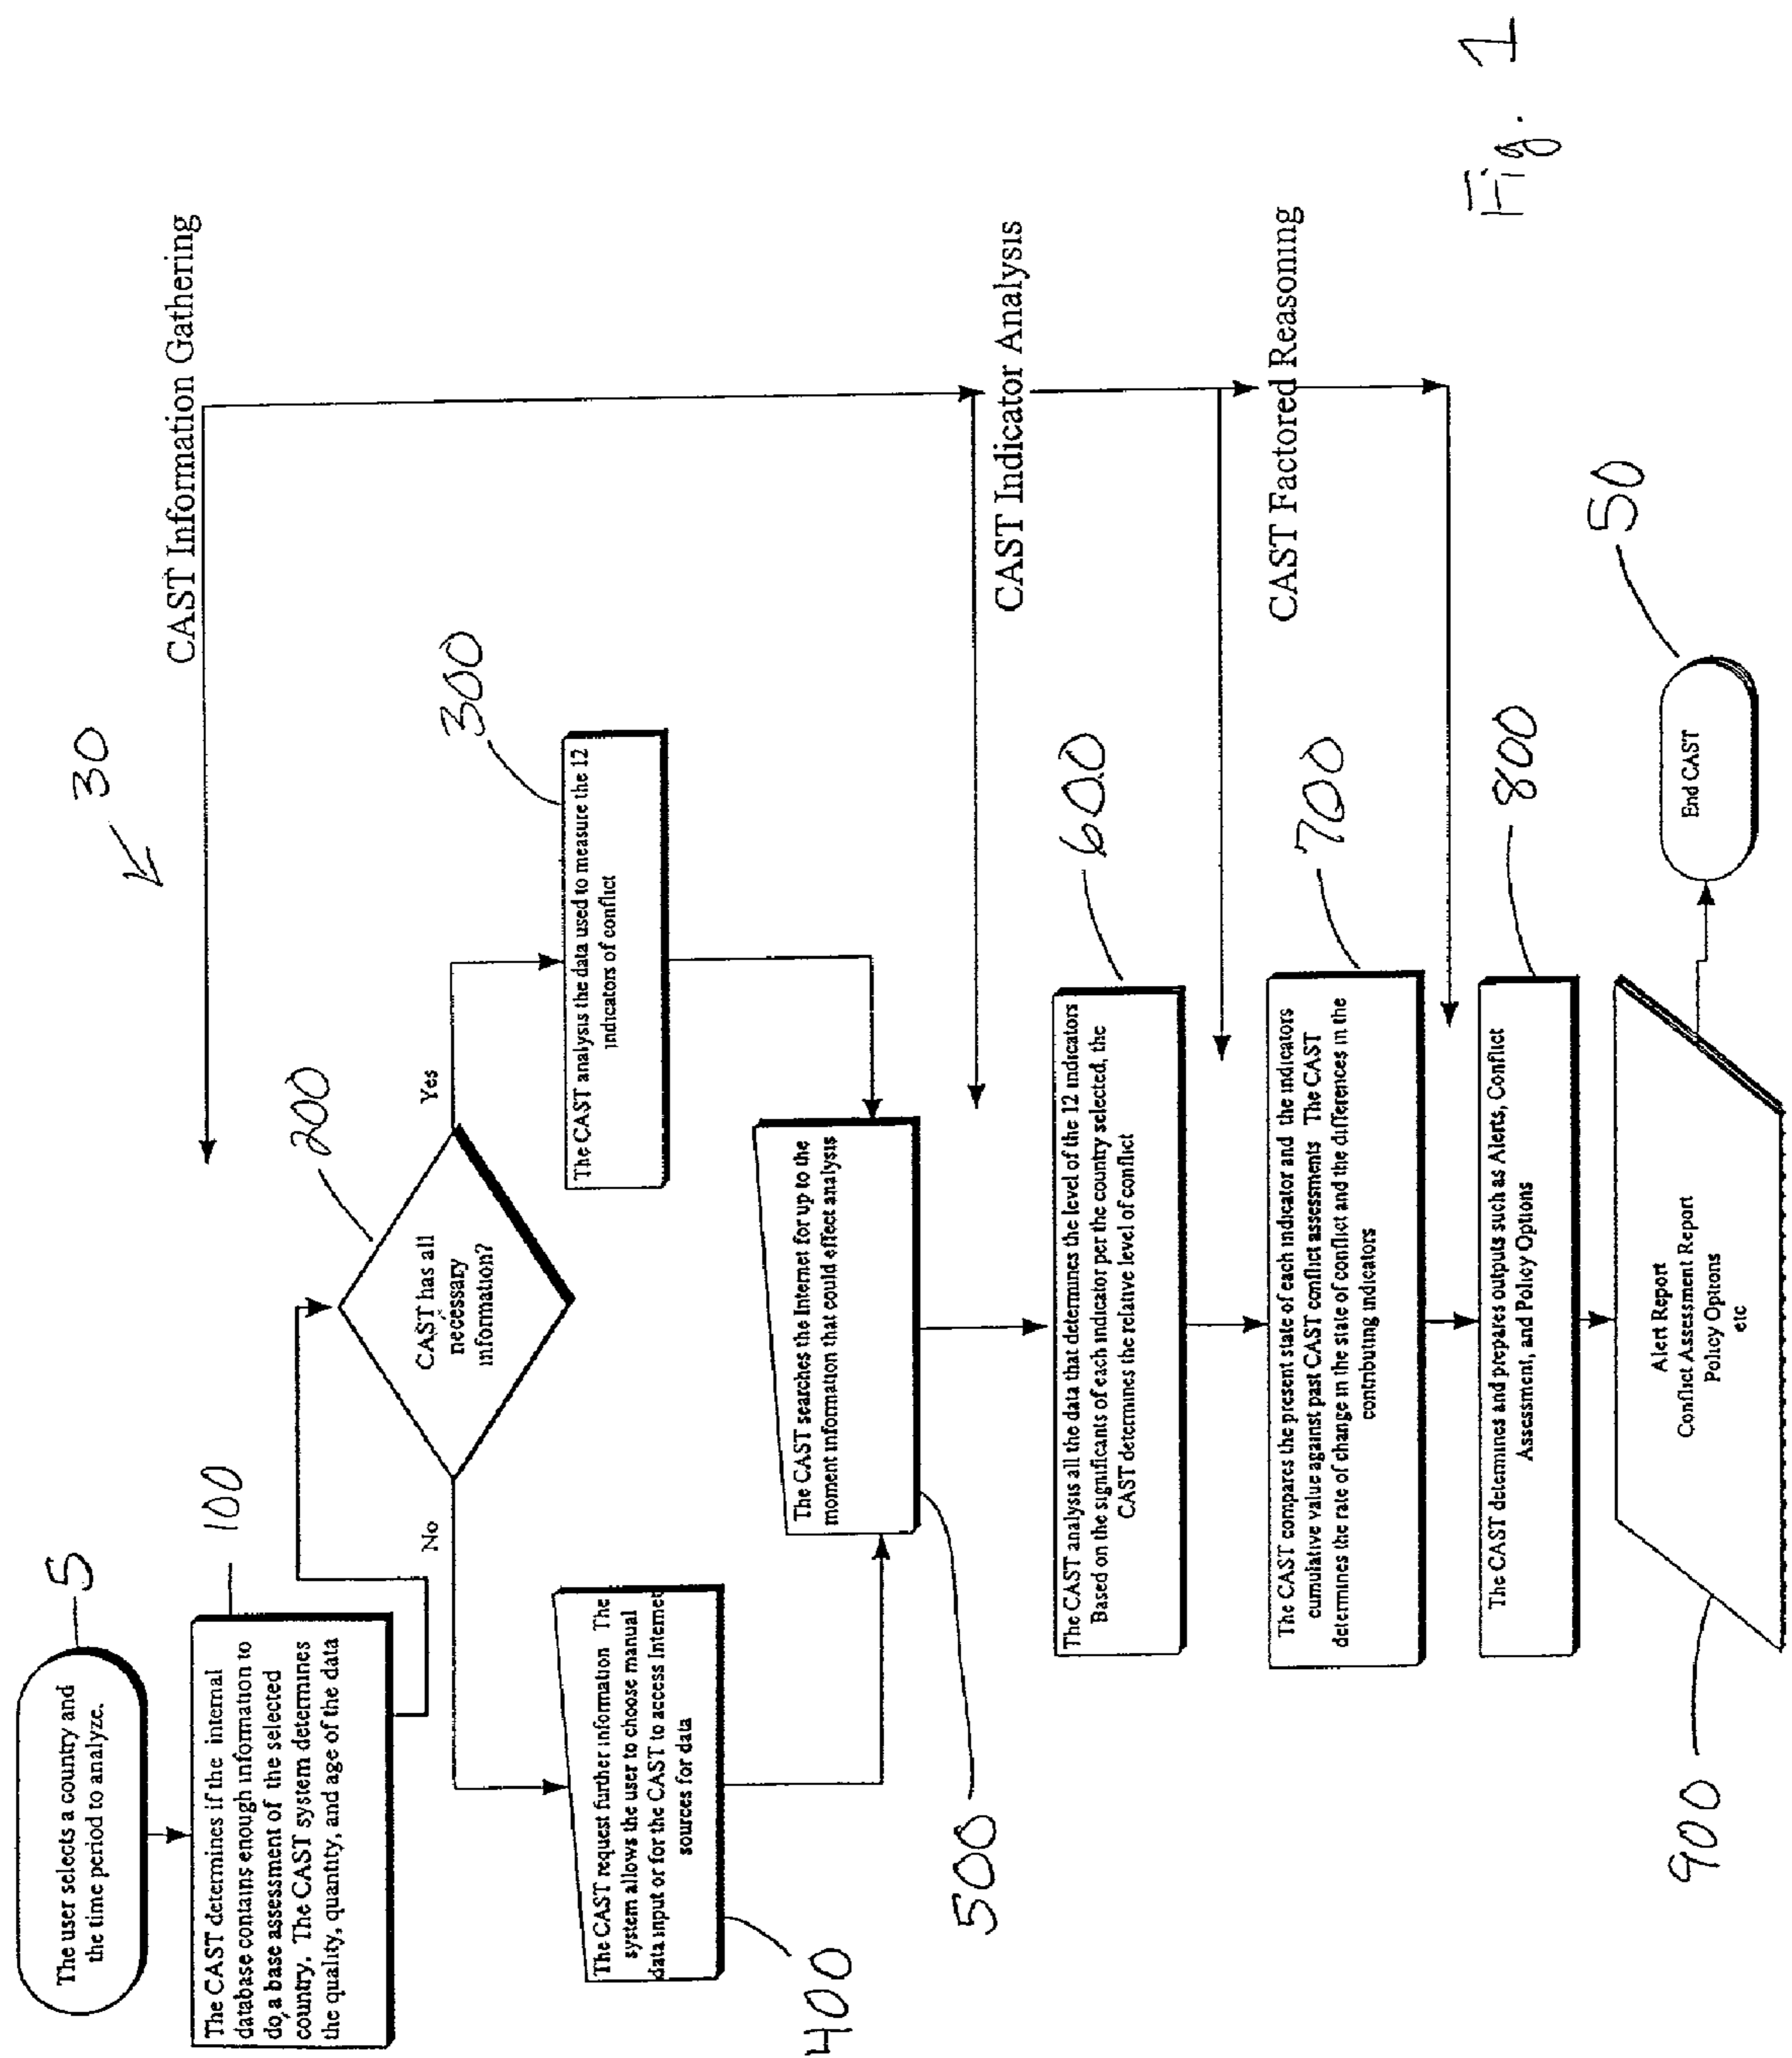 30
CAST Information Gathering
5
The user selects a country and
the time period to analyze.
100
The CAST determines if the internal
database contains enough information to
do, a base assessment of the selected
country. The CAST system determines
the quality, quantity, and age of the data
200
CAST has all
necessary
information?
No
Yes
300
The CAST analysis the data used to measure the 12
indicators of conflict
400
The CAST request further information The
system allows the user to choose manual
data input or for the CAST to access Internet
sources for data
500
The CAST searches the Internet for up to the
moment information that could effect analysis
CAST Indicator Analysis
600
The CAST analysis all the data that determines the level of the 12 indicators
Based on the significants of each indicator per the country selected, the
CAST determines the relative level of conflict
CAST Factored Reasoning
700
The CAST compares the present state of each indicator and the indicators
cumulative value against past CAST conflict assessments The CAST
determines the rate of change in the state of conflict and the differences in the
contributing indicators
800
The CAST determines and prepares outputs such as Alerts, Conflict
Assessment, and Policy Options
900
Alert Report
Conflict Assessment Report
Policy Options
etc
50
End CAST
Fig. 1